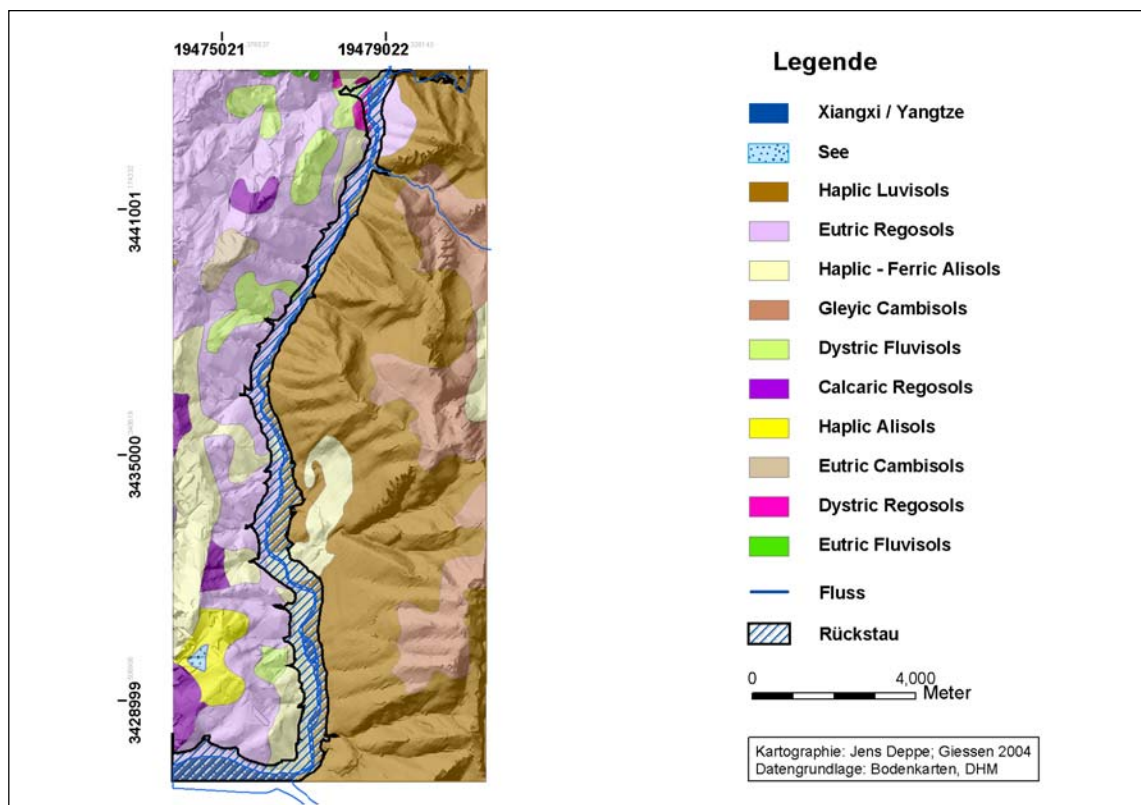 19475021
19479022
3441001
3435000
3428999
Legende
Xiangxi / Yangtze
See
Haplic Luvisols
Eutric Regosols
Haplic - Ferric Alisols
Gleyic Cambisols
Dystric Fluvisols
Calcaric Regosols
Haplic Alisols
Eutric Cambisols
Dystric Regosols
Eutric Fluvisols
Fluss
Rückstau
0 4,000
Meter
Kartographie: Jens Deppe; Giessen 2004
Datengrundlage: Bodenkarten, DHM